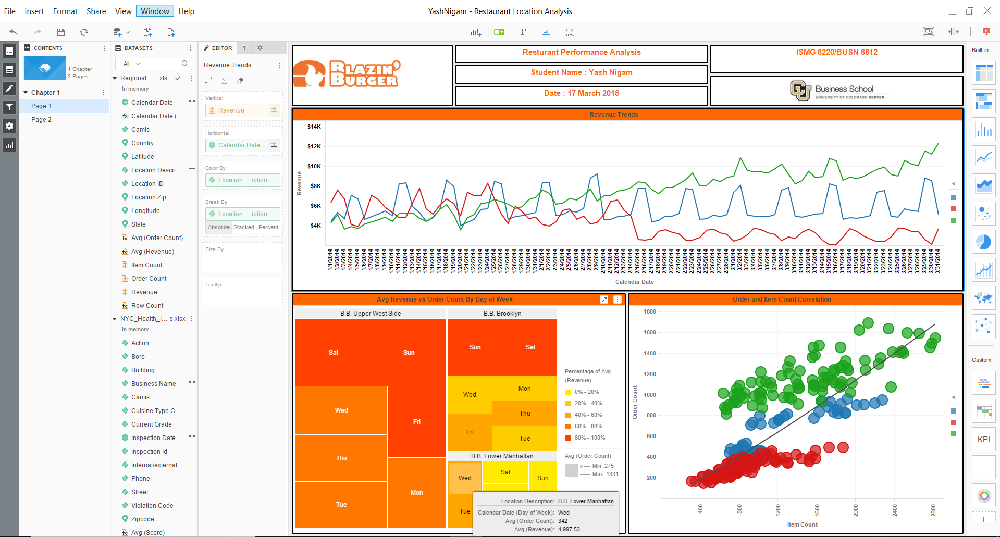 File Insert Format Share View Window Help
YashNigam - Restaurant Location Analysis
HTML
CONTENTS
1 Chapter
2 Pages
Chapter 1
Page 1
Page 2
DATASETS
All
Regional_... xls...
In memory
Calendar Date
Calendar Date (...
Camis
Country
Latitude
Location Descri...
Location ID
Location Zip
Longitude
State
Avg (Order Count)
Avg (Revenue)
Item Count
Order Count
Revenue
Row Count
NYC_Health_I... s.xlsx
In memory
Action
Boro
Building
Business Name
Camis
Cuisine Type C...
Current Grade
Inspection Date
Inspection Id
Internal/external
Phone
Street
Violation Code
Zipcode
Avg (Score)
EDITOR
Revenue Trends
Vertical
Revenue
Horizontal
Calendar Date
Color By
Location ... iption
Break By
Location ... iption
Absolute Stacked Percent
Size By
Tooltip
BLAZIN'
BURGER
Resturant Performance Analysis
Student Name : Yash Nigam
Date : 17 March 2018
ISMG 6220/BUSN 6812
CU
Business School
UNIVERSITY OF COLORADO DENVER
Revenue Trends
Revenue
$14K
$12K
$10K
$8K
$6K
$4K
1/1/2014 1/2/2014 1/3/2014 1/4/2014 1/5/2014 1/6/2014 1/7/2014 1/8/2014 1/9/2014 1/10/2014 1/11/2014 1/12/2014 1/13/2014 1/14/2014 1/15/2014 1/16/2014 1/17/2014 1/18/2014 1/19/2014 1/20/2014 1/21/2014 1/22/2014 1/23/2014 1/24/2014 1/25/2014 1/26/2014 1/27/2014 1/28/2014 1/29/2014 1/30/2014 1/31/2014 2/1/2014 2/2/2014 2/3/2014 2/4/2014 2/5/2014 2/6/2014 2/7/2014 2/8/2014 2/9/2014 2/10/2014 2/11/2014 2/12/2014 2/13/2014 2/14/2014 2/15/2014 2/16/2014 2/17/2014 2/18/2014 2/19/2014 2/20/2014 2/21/2014 2/22/2014 2/23/2014 2/24/2014 2/25/2014 2/26/2014 2/27/2014 2/28/2014 3/1/2014 3/2/2014 3/3/2014 3/4/2014 3/5/2014 3/6/2014 3/7/2014 3/8/2014 3/9/2014 3/10/2014 3/11/2014 3/12/2014 3/13/2014 3/14/2014 3/15/2014 3/16/2014 3/17/2014 3/18/2014 3/19/2014 3/20/2014 3/21/2014 3/22/2014 3/23/2014 3/24/2014 3/25/2014 3/26/2014 3/27/2014 3/28/2014 3/29/2014 3/30/2014 3/31/2014
Calendar Date
Avg Revenue vs Order Count By Day of Week
B.B. Upper West Side
Sat
Sun
Wed
Fri
Thu
Mon
Tue
B.B. Brooklyn
Sun
Sat
Wed
Mon
Thu
Fri
Tue
B.B. Lower Manhattan
Wed
Sat
Sun
Tue
Percentage of Avg
(Revenue)
0% - 20%
20% - 40%
40% - 60%
60% - 80%
80% - 100%
Avg (Order Count)
Min: 275
Max: 1331
Location Description: B.B. Lower Manhattan
Calendar Date (Day of Week): Wed
Avg (Order Count): 342
Avg (Revenue): 4,997.53
Order and Item Count Correlation
Order Count
1800
1600
1400
1200
1000
800
600
400
200
400 800 1200 1600 2000 2400 2800
Item Count
Built-in
Custom
WORD
CLOUD
KPI